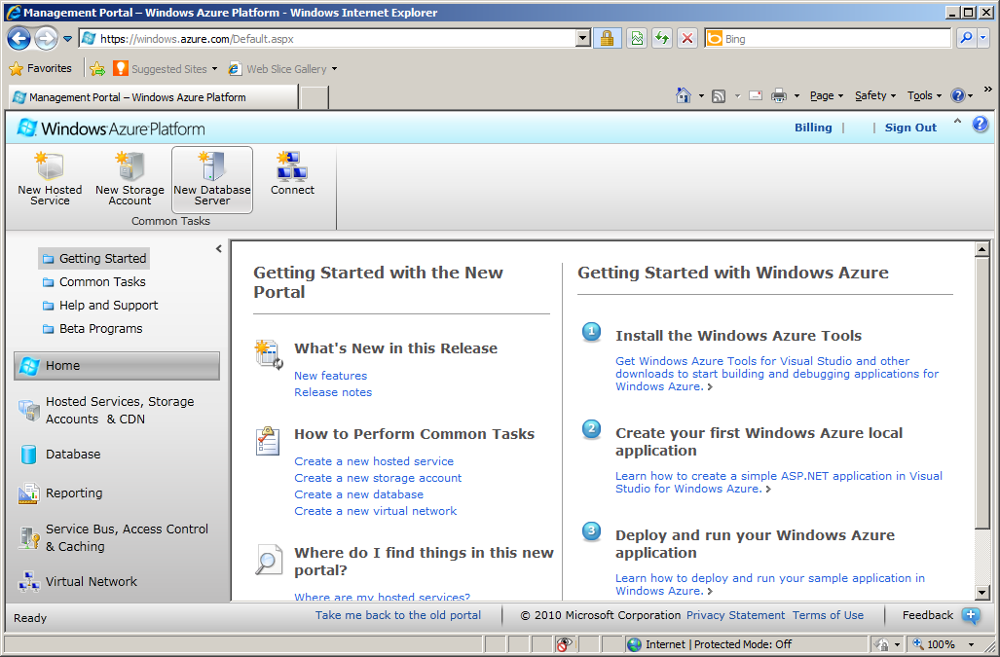 Management Portal – Windows Azure Platform - Windows Internet Explorer
https://windows.azure.com/Default.aspx
Bing
Favorites
Suggested Sites
Web Slice Gallery
Management Portal – Windows Azure Platform
Page
Safety
Tools
Windows Azure Platform
Billing | | Sign Out
New Hosted Service
New Storage Account
New Database Server
Connect
Common Tasks
Getting Started
Common Tasks
Help and Support
Beta Programs
Home
Hosted Services, Storage
Accounts & CDN
Database
Reporting
Service Bus, Access Control
& Caching
Virtual Network
Getting Started with the New
Portal
What's New in this Release
New features
Release notes
How to Perform Common Tasks
Create a new hosted service
Create a new storage account
Create a new database
Create a new virtual network
Where do I find things in this new
portal?
Where are my hosted services?
Getting Started with Windows Azure
1
Install the Windows Azure Tools
Get Windows Azure Tools for Visual Studio and other
downloads to start building and debugging applications for
Windows Azure. >
2
Create your first Windows Azure local
application
Learn how to create a simple ASP.NET application in Visual
Studio for Windows Azure. >
3
Deploy and run your Windows Azure
application
Learn how to deploy and run your sample application in
Windows Azure. >
Ready
Take me back to the old portal
© 2010 Microsoft Corporation Privacy Statement Terms of Use
Feedback
Internet | Protected Mode: Off
100%